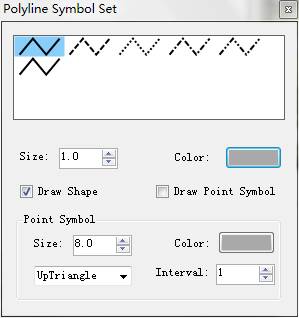 Polyline Symbol Set
Size: 1.0 Color:
Draw Shape Draw Point Symbol
Point Symbol
Size: 8.0 Color:
UpTriangle Interval: 1